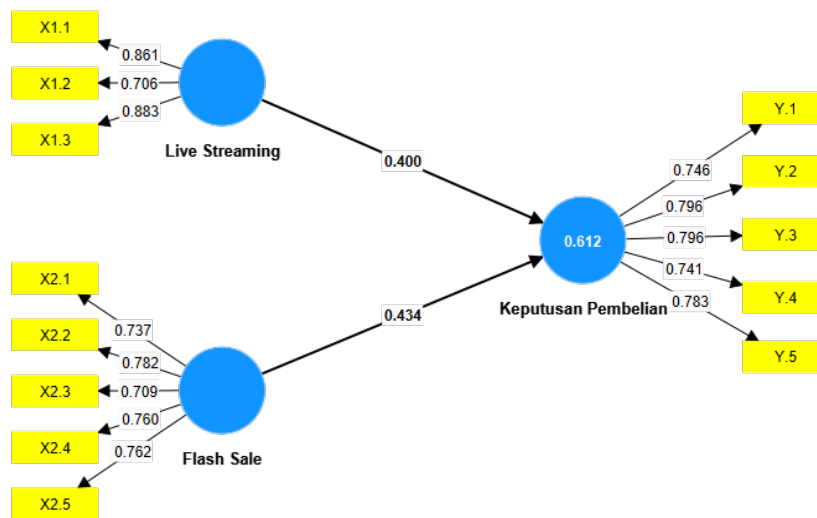 X1.1
0.861
X1.2
0.706
X1.3
0.883
Live Streaming
0.400
X2.1
0.737
X2.2
0.782
X2.3
0.709
X2.4
0.760
X2.5
0.762
Flash Sale
0.434
0.612
Keputusan Pembelian
Y.1
0.746
Y.2
0.796
Y.3
0.796
Y.4
0.741
Y.5
0.783